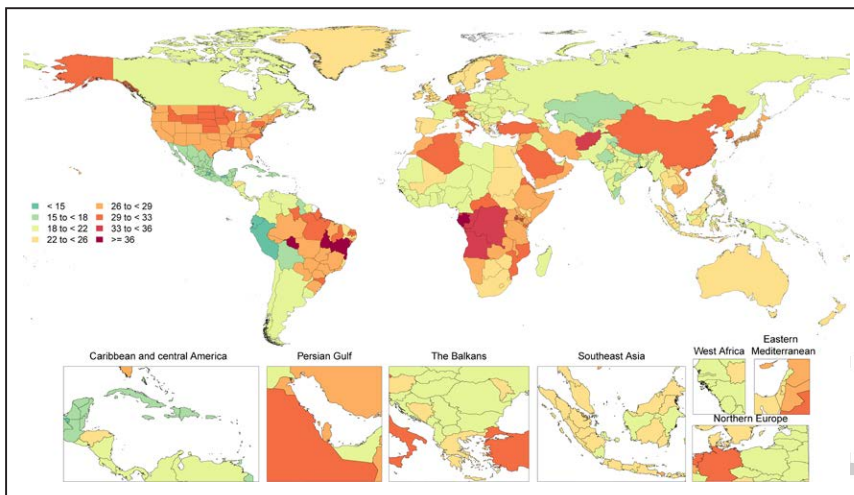 < 15
15 to < 18
18 to < 22
22 to < 26
26 to < 29
29 to < 33
33 to < 36
>= 36
Caribbean and central America
Persian Gulf
The Balkans
Southeast Asia
West Africa
Eastern
Mediterranean
Northern Europe